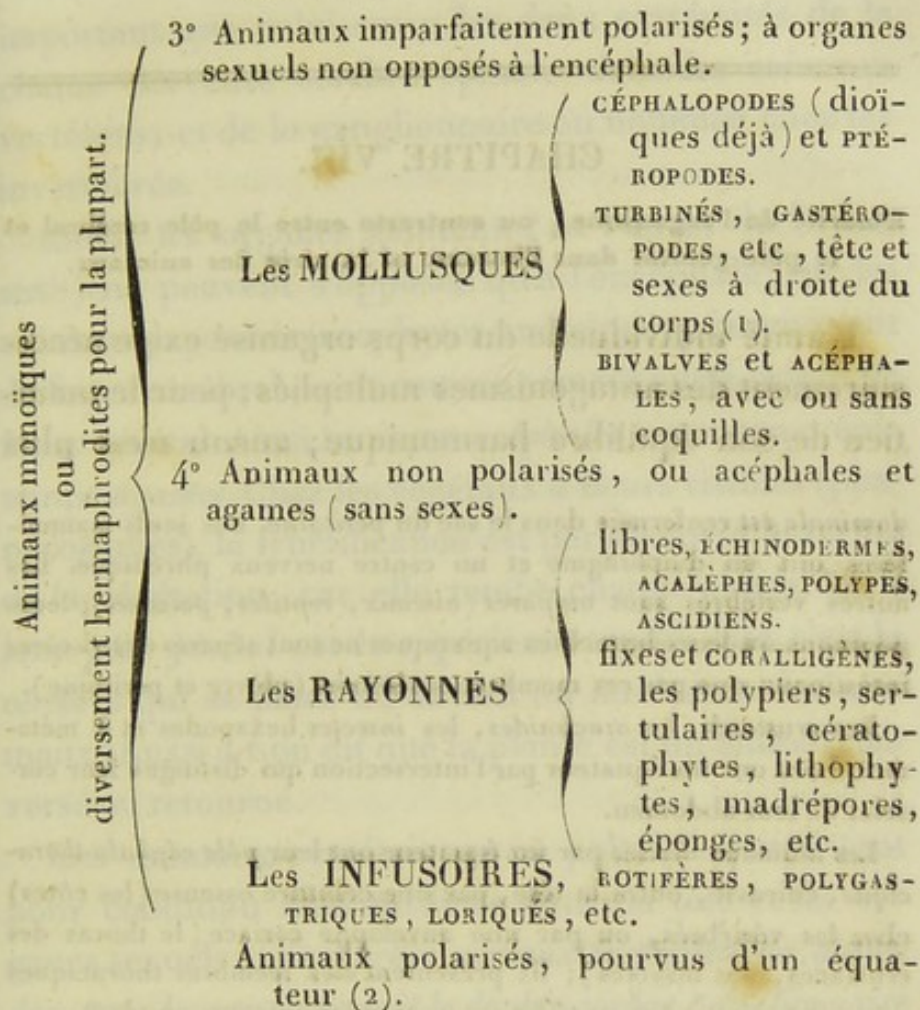 Animaux monoïques
ou
diversement hermaphrodites pour la plupart.
3° Animaux imparfaitement polarisés ; à organes
sexuels non opposés à l'encéphale.
Les MOLLUSQUES
CÉPHALOPODES ( dioï-
ques déjà ) et PTÉ-
ROPODES.
TURBINÉS , GASTÉRO-
PODES, etc , tête et
sexes à droite du
corps (1).
BIVALVES et ACÉPHA-
LES, avec ou sans
coquilles.
4° Animaux non polarisés, ou acéphales et
agames ( sans sexes ).
Les RAYONNÉS
libres, ÉCHINODERMES,
ACALÈPHES, POLYPES,
ASCIDIENS.
fixes et CORALLIGÈNES,
les polypiers, ser-
tulaires , cérato-
phytes, lithophy-
tes, madrépores,
éponges, etc.
Les INFUSOIRES, ROTIFÈRES, POLYGAS-
TRIQUES, LORIQUÉS, etc.
Animaux polarisés, pourvus d'un équa-
teur (2).